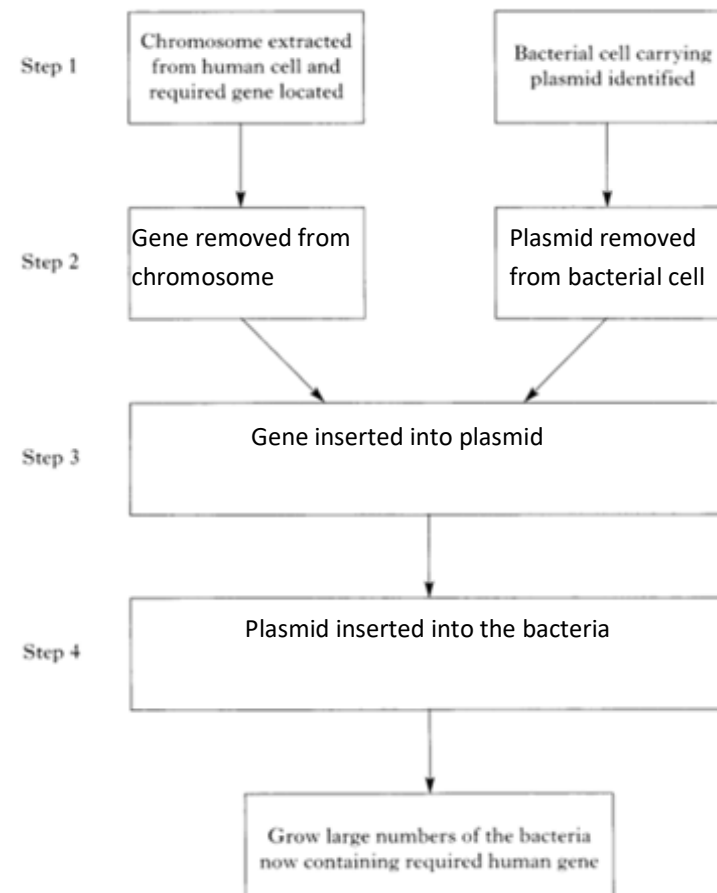 Step 1
Chromosome extracted
from human cell and
required gene located
Bacterial cell carrying
plasmid identified
Step 2
Gene removed from
chromosome
Plasmid removed
from bacterial cell
Step 3
Gene inserted into plasmid
Step 4
Plasmid inserted into the bacteria
Grow large numbers of the bacteria
now containing required human gene